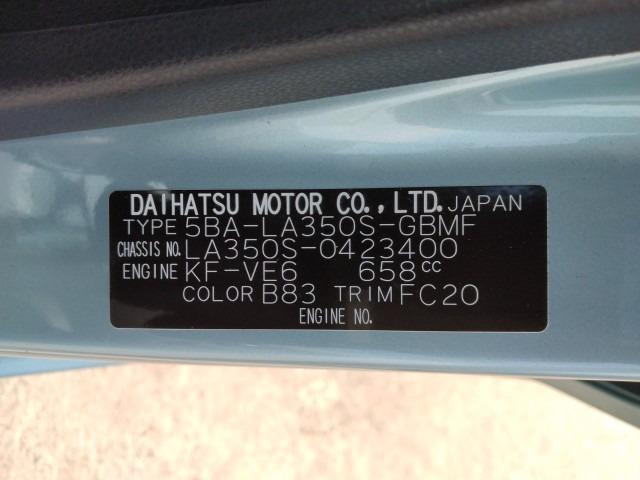 DAIHATSU MOTOR CO., LTD. JAPAN
TYPE 5BA-LA350S-GBMF
CHASSIS NO. LA350S-0423400
ENGINE KF-VE6 658cc
COLOR B83 TRIM FC20
ENGINE NO.